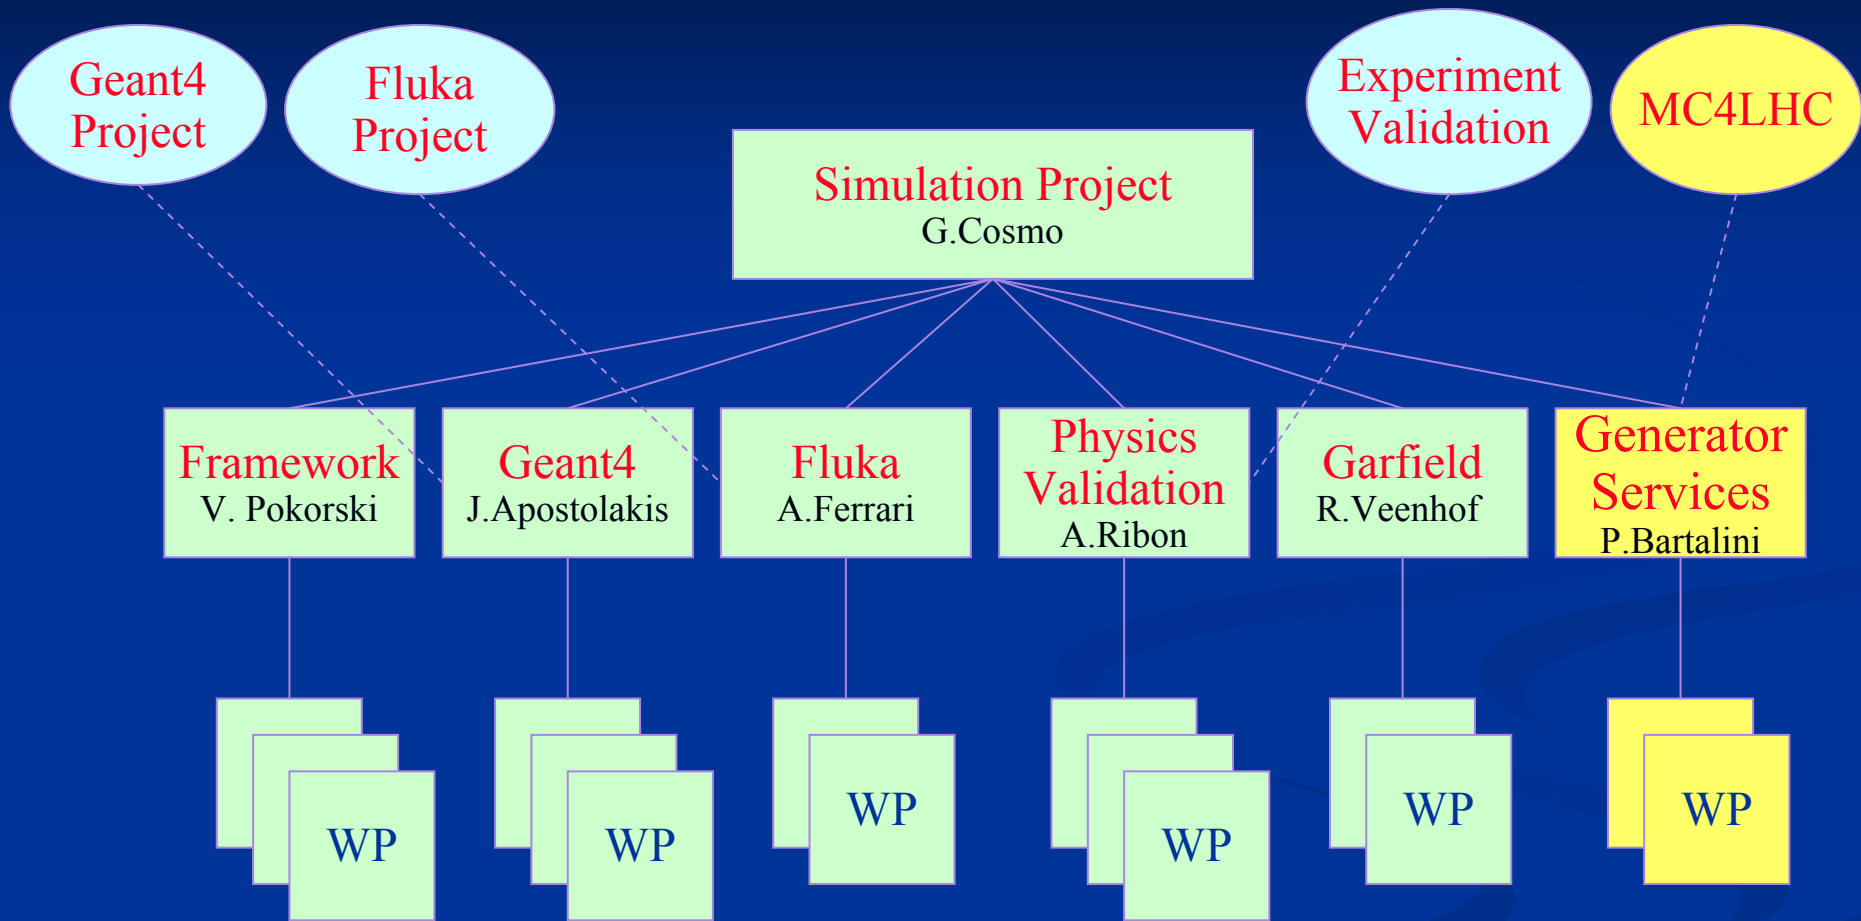 Geant4
Project
Fluka
Project
Experiment
Validation
MC4LHC
Simulation Project
G.Cosmo
Framework
V. Pokorski
Geant4
J.Apostolakis
Fluka
A.Ferrari
Physics
Validation
A.Ribon
Garfield
R.Veenhof
Generator
Services
P.Bartalini
WP
WP
WP
WP
WP
WP